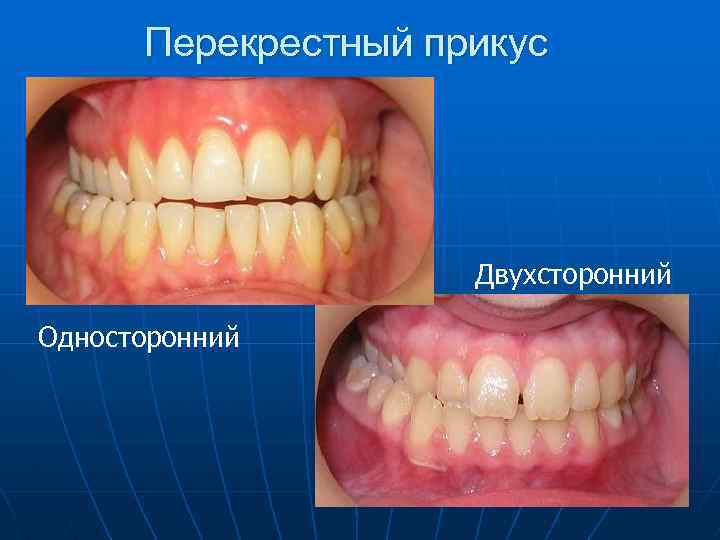 Перекрестный прикус
Двухсторонний
Односторонний